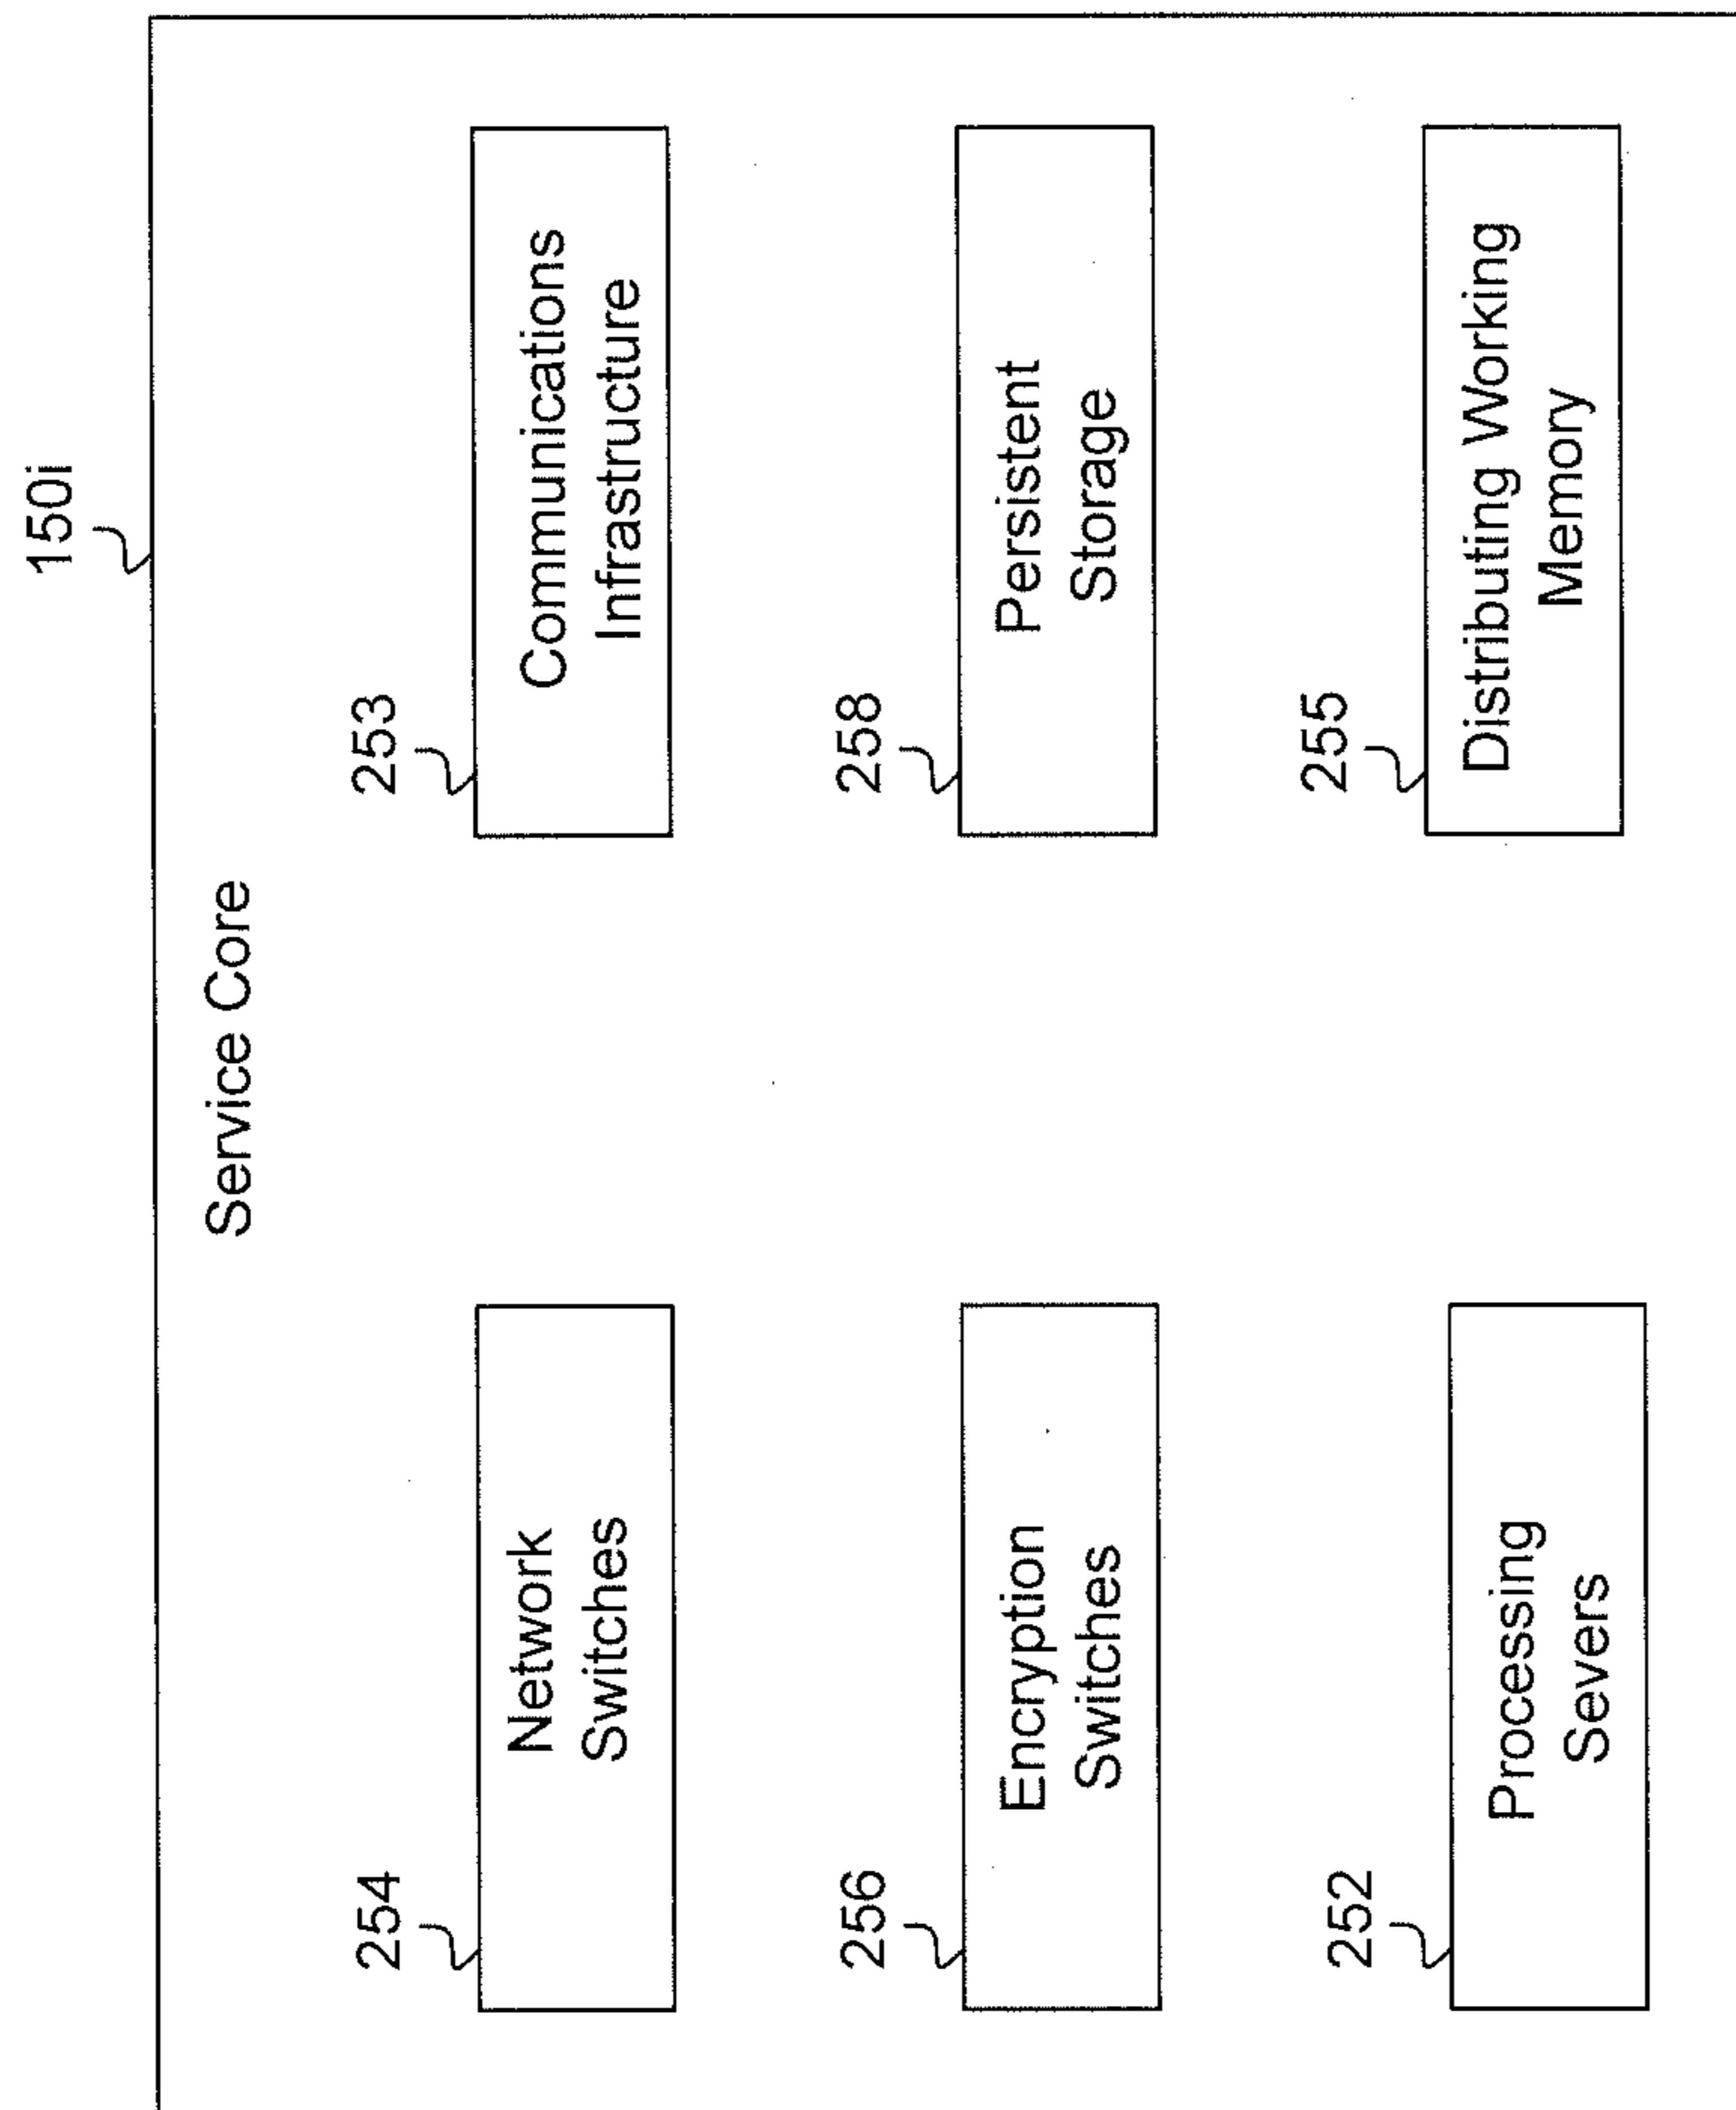 150i
Service Core
254
Network
Switches
253
Communications
Infrastructure
256
Encryption
Switches
258
Persistent
Storage
252
Processing
Severs
255
Distributing Working
Memory